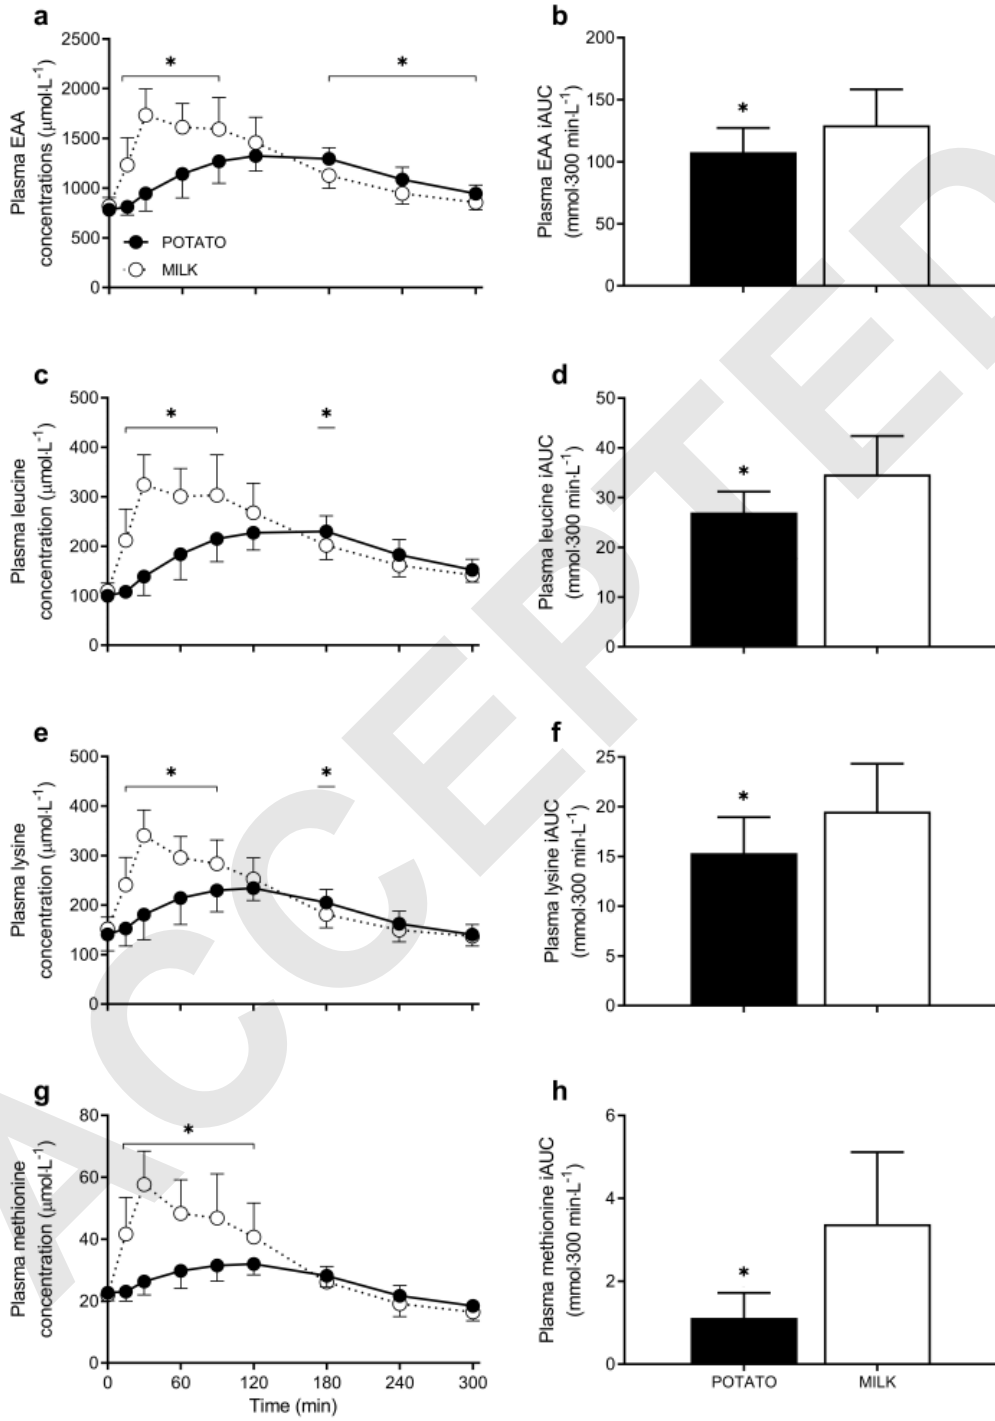 a
Plasma EAA
concentrations (μmol·L⁻¹)
2500
2000
1500
1000
500
0
*
*
POTATO
MILK
b
Plasma EAA iAUC
(mmol·300 min·L⁻¹)
200
150
100
50
0
*
c
Plasma leucine
concentration (μmol·L⁻¹)
500
400
300
200
100
0
*
*
d
Plasma leucine iAUC
(mmol·300 min·L⁻¹)
50
40
30
20
10
0
*
e
Plasma lysine
concentration (μmol·L⁻¹)
500
400
300
200
100
0
*
*
f
Plasma lysine iAUC
(mmol·300 min·L⁻¹)
25
20
15
10
5
0
*
g
Plasma methionine
concentration (μmol·L⁻¹)
80
60
40
20
0
*
0 60 120 180 240 300
Time (min)
h
Plasma methionine iAUC
(mmol·300 min·L⁻¹)
6
4
2
0
*
POTATO MILK
ACCEPTED